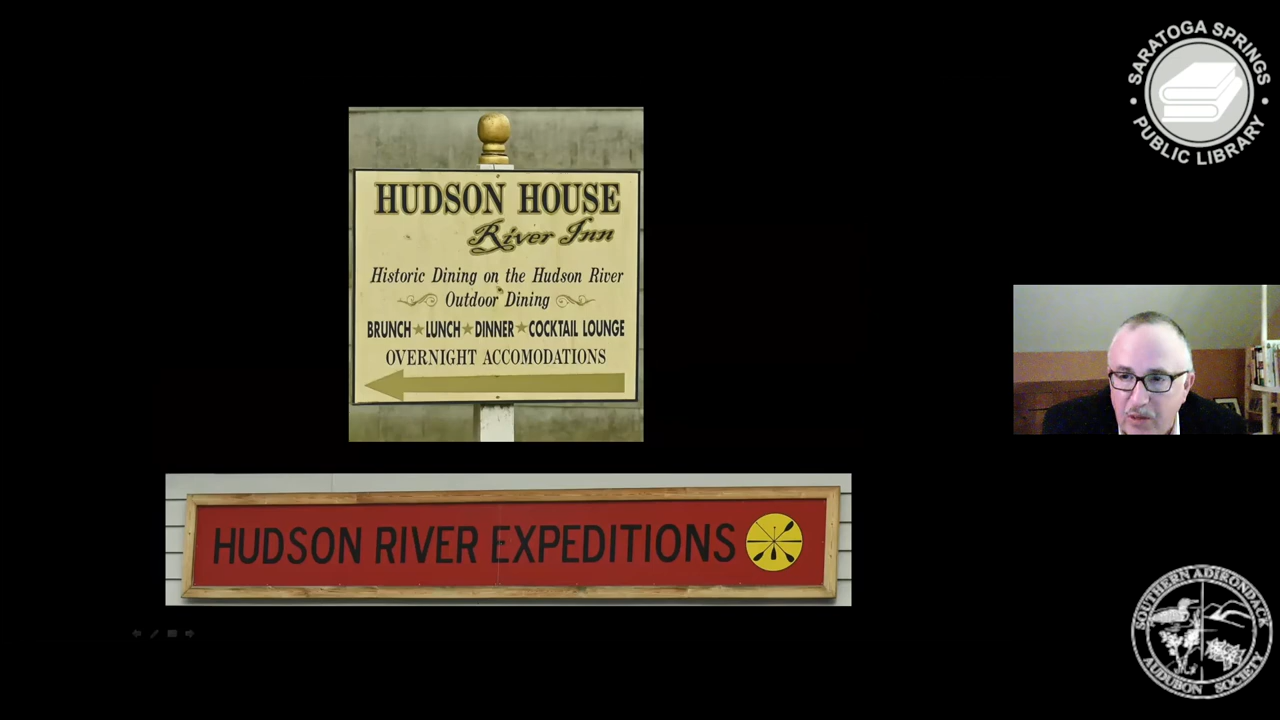 SARATOGA SPRINGS
PUBLIC LIBRARY
HUDSON HOUSE
River Inn
Historic Dining on the Hudson River
Outdoor Dining
BRUNCH★LUNCH★DINNER★COCKTAIL LOUNGE
OVERNIGHT ACCOMODATIONS
HUDSON RIVER EXPEDITIONS
SOUTHERN ADIRONDACK
AUDUBON SOCIETY